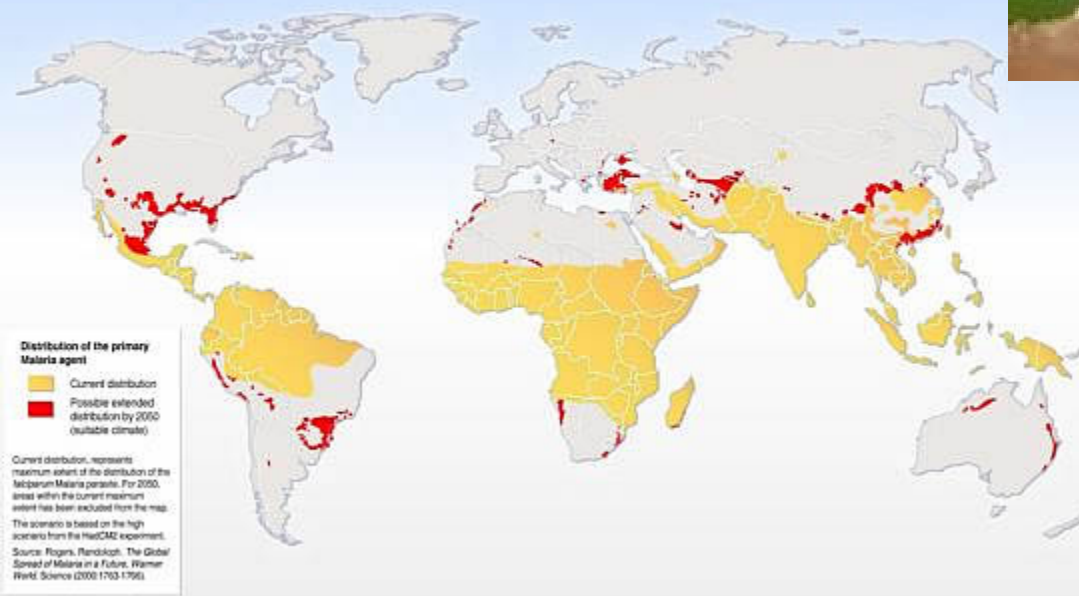 Distribution of the primary
Malaria agent
Current distribution
Possible extended
distribution by 2050
(suitable climate)
Current distribution, represents
maximum extent of the distribution of the
falciparum Malaria parasite. For 2050,
areas within the current maximum
extent has been excluded from the map.
The scenario is based on the high
scenario from the HadCM2 experiment.
Source: Rogers, Randoloph. The Global
Spread of Malaria in a Future, Warmer
World. Science (2000:1763-1766).